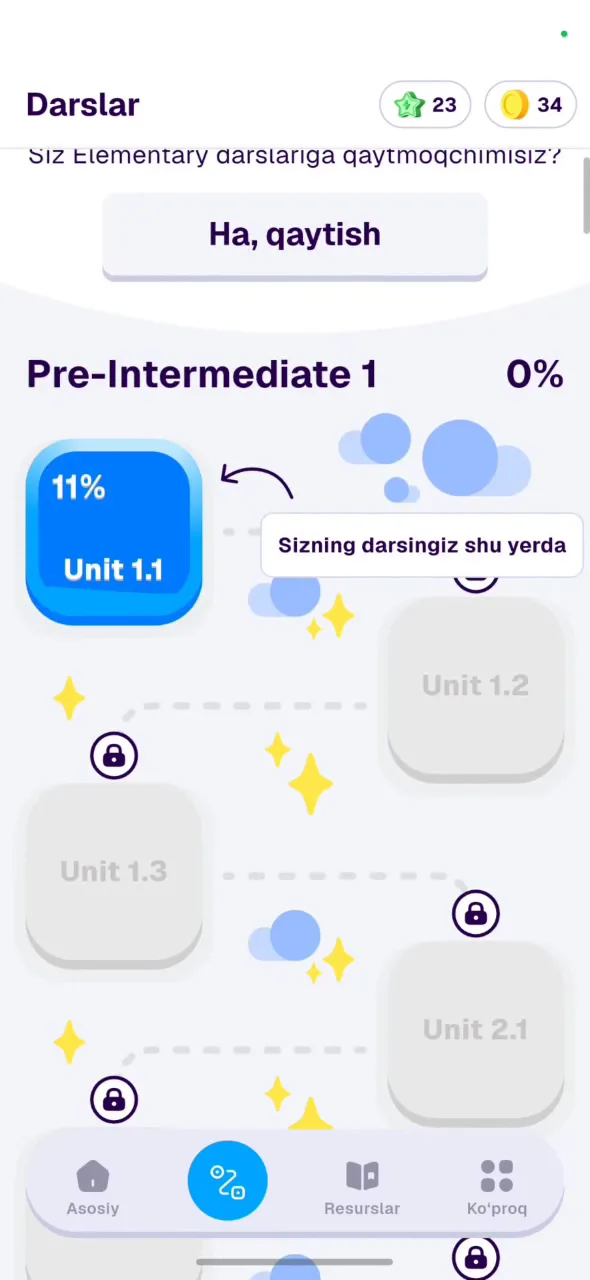 Darslar
23
34
Siz Elementary darslariga qaytmoqchimisiz?
Ha, qaytish
Pre-Intermediate 1
0%
11%
Unit 1.1
Sizning darsingiz shu yerda
Unit 1.2
Unit 1.3
Unit 2.1
Asosiy
Resurslar
Ko‘proq